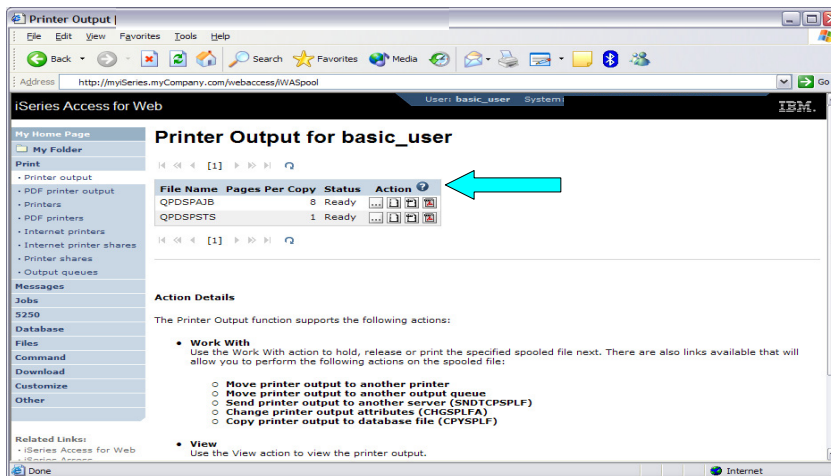 Printer Output
File Edit View Favorites Tools Help
Back Search Favorites Media
Address http://myiSeries.myCompany.com/webaccess/iWASpool Go
iSeries Access for Web
User: basic_user System:
IBM.
My Home Page
My Folder
Print
• Printer output
• PDF printer output
• Printers
• PDF printers
• Internet printers
• Internet printer shares
• Printer shares
• Output queues
Messages
Jobs
5250
Database
Files
Command
Download
Customize
Other
Related Links:
• iSeries Access for Web
Printer Output for basic_user
[1]
File Name Pages Per Copy Status Action ?
QPDSPAJB 8 Ready ...
QPDSPSTS 1 Ready ...
[1]
Action Details
The Printer Output function supports the following actions:
• Work With
Use the Work With action to hold, release or print the specified spooled file next. There are also links available that will
allow you to perform the following actions on the spooled file:
o Move printer output to another printer
o Move printer output to another output queue
o Send printer output to another server (SNDTCPSPLF)
o Change printer output attributes (CHGSPLFA)
o Copy printer output to database file (CPYSPLF)
• View
Use the View action to view the printer output.
Done Internet